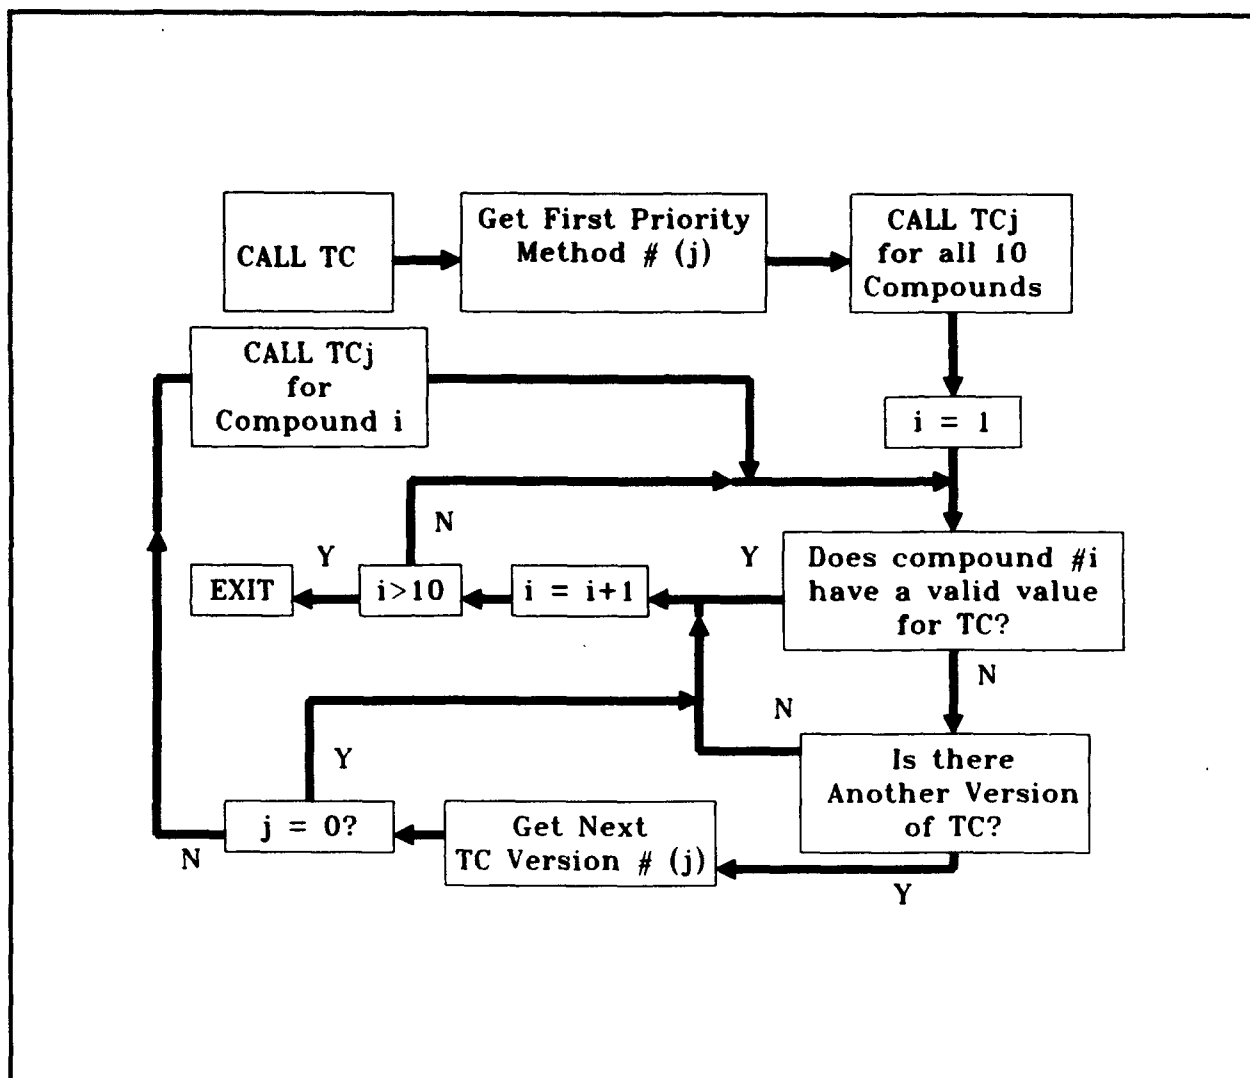 CALL TC
Get First Priority
Method # (j)
CALL TCj
for all 10
Compounds
CALL TCj
for
Compound i
i = 1
N
Y
EXIT
i>10
i = i+1
Y
Does compound #i
have a valid value
for TC?
N
N
Y
Is there
Another Version
of TC?
j = 0?
Get Next
TC Version # (j)
N
Y